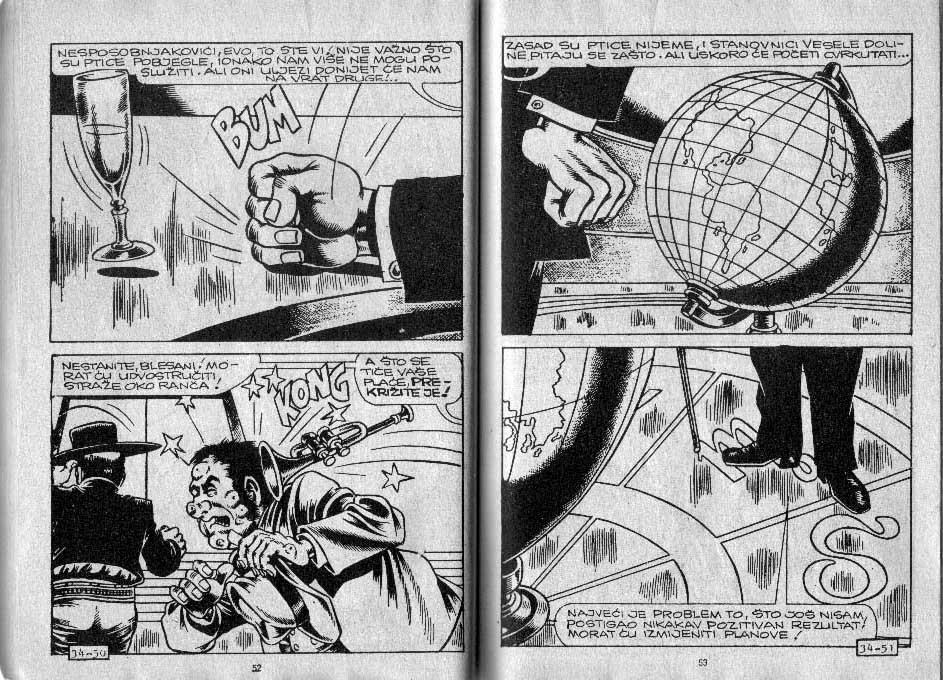 NESPOSOBNJAKOVIĆI, EVO, TO STE VI! NIJE VAŽNO ŠTO
SU PTICE POBJEGLE, IONAKO NAM VIŠE NE MOGU PO-
SLUŽITI. ALI ONI ULJEZI DONIJET ĆE NAM
NA VRAT DRUGE!..
BUM
NESTANITE, BLESANI! MO-
RAT ĆU UDVOSTRUČITI
STRAŽE OKO RANČA!
KONG
A ŠTO SE
TIČE VAŠE
PLAĆE, PRE-
KRIŽITE JE!
34-50
52
ZASAD SU PTICE NIJEME, I STANOVNICI VESELE DOLI-
NE, PITAJU SE ZAŠTO. ALI USKORO ĆE POČETI CVRKUTATI...
S
NAJVEĆI JE PROBLEM TO, ŠTO JOŠ NISAM
POSTIGAO NIKAKAV POZITIVAN REZULTAT!
MORAT ĆU IZMIJENITI PLANOVE!
34-51
53